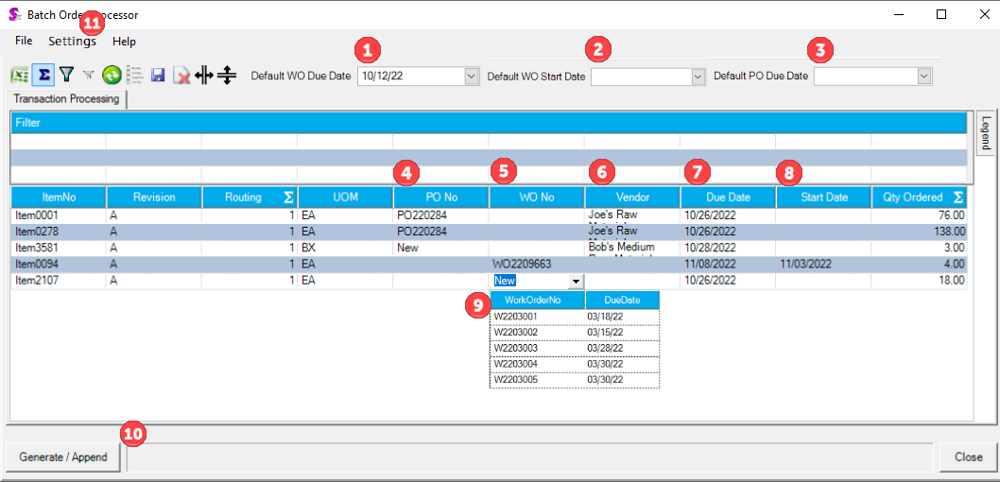 Batch Order Processor
11
File Settings Help
1 2 3
Default WO Due Date 10/12/22 Default WO Start Date Default PO Due Date
Transaction Processing
Legend
Filter
4 5 6 7 8
ItemNo Revision Routing Σ UOM PO No WO No Vendor Due Date Start Date Qty Ordered Σ
Item0001 A 1 EA PO220284 Joe's Raw 10/26/2022 76.00
Item0278 A 1 EA PO220284 Joe's Raw 10/26/2022 138.00
Item3581 A 1 BX New Bob's Medium 10/28/2022 3.00
Item0094 A 1 EA WO2209663 11/08/2022 11/03/2022 4.00
Item2107 A 1 EA New 10/26/2022 18.00
9
WorkOrderNo DueDate
W2203001 03/18/22
W2203002 03/15/22
W2203003 03/28/22
W2203004 03/30/22
W2203005 03/30/22
10
Generate / Append Close